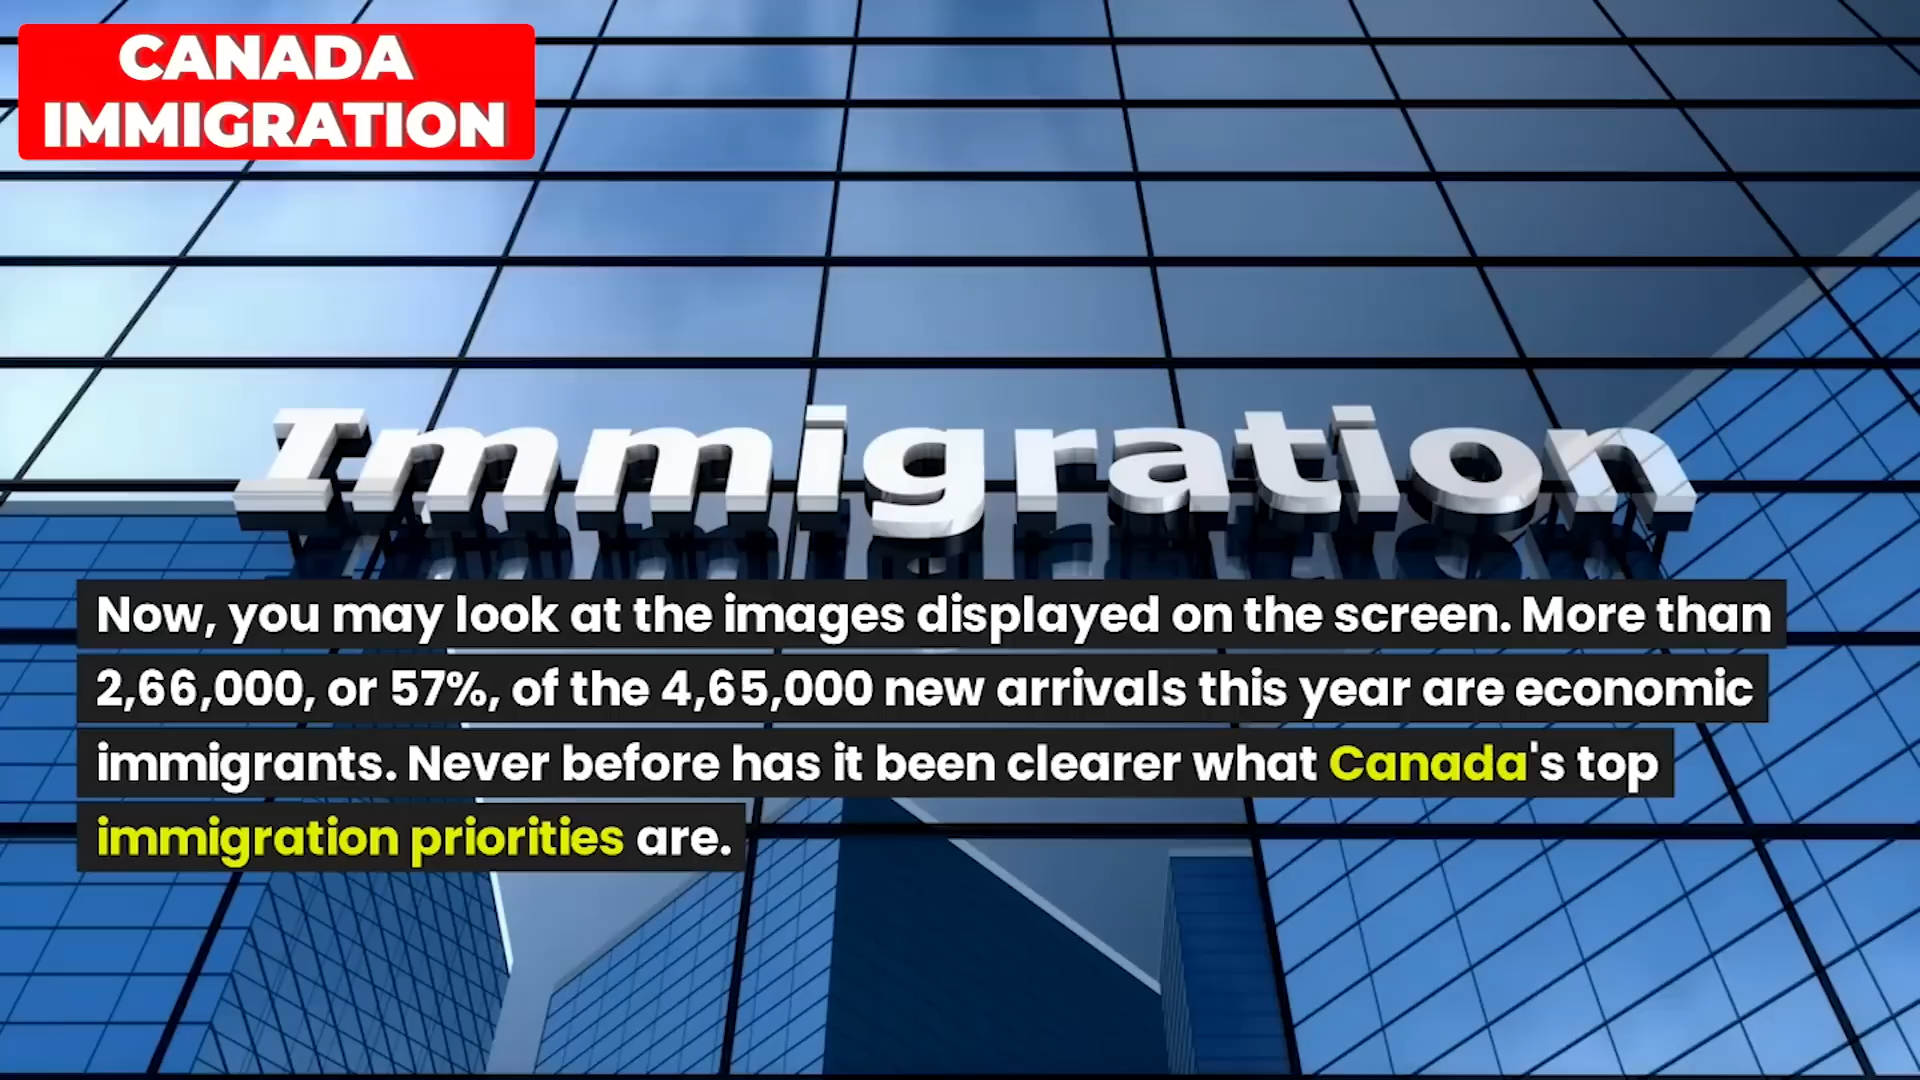 CANADA
IMMIGRATION
Immigration
Now, you may look at the images displayed on the screen. More than
2,66,000, or 57%, of the 4,65,000 new arrivals this year are economic
immigrants. Never before has it been clearer what Canada's top
immigration priorities are.